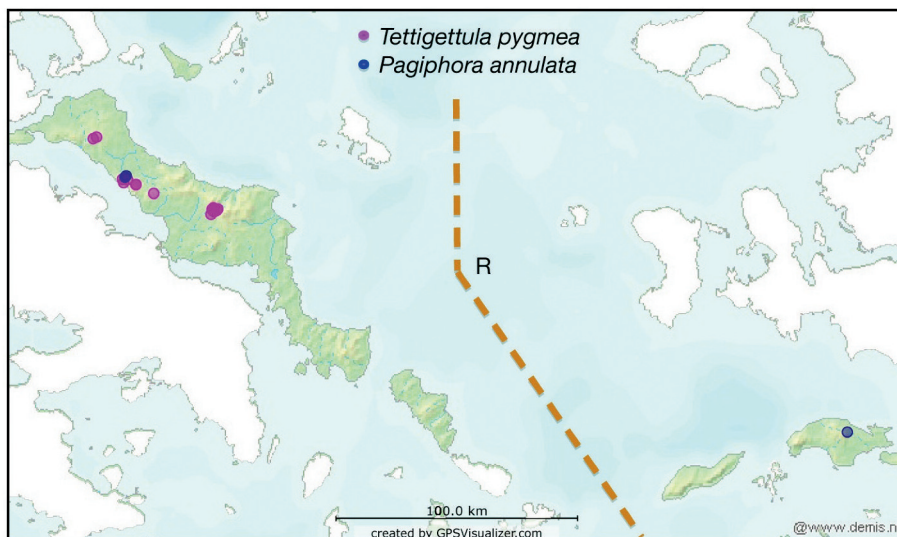 Tettigettula pygmea
Pagiphora annulata
R
100.0 km
created by GPSVisualizer.com
@www.demis.n